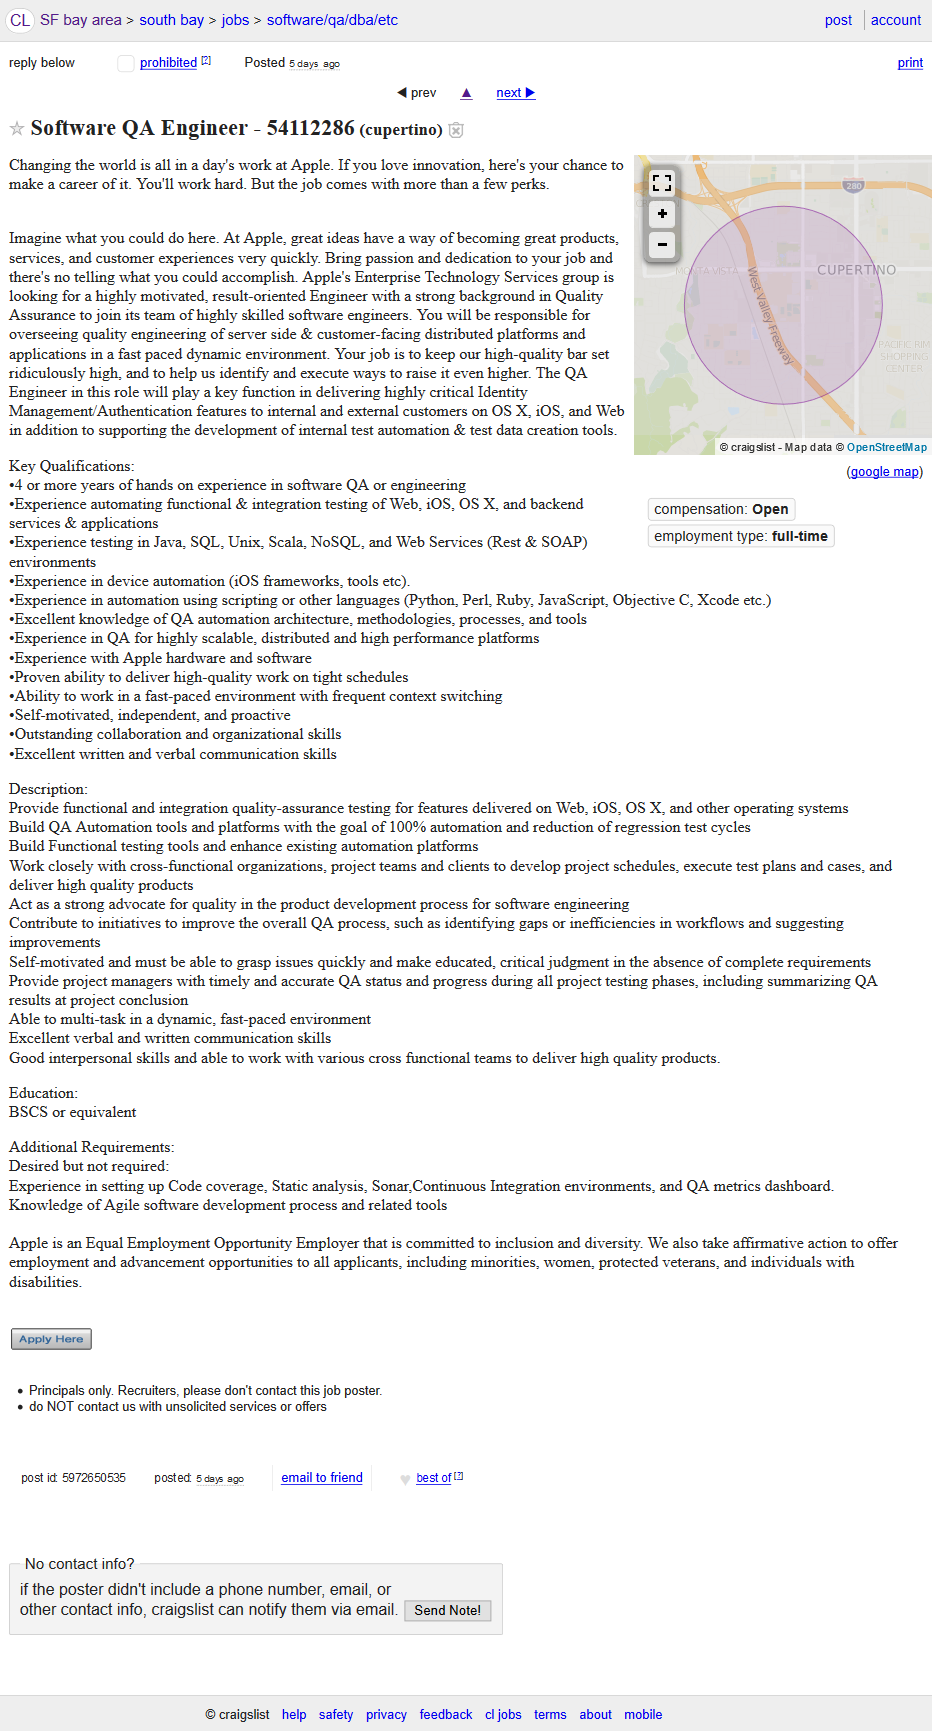 CL SF bay area > south bay > jobs > software/qa/dba/etc post account
reply below prohibited [?] Posted 5 days ago print
◀ prev ▲ next ▶
☆ Software QA Engineer - 54112286 (cupertino)
Changing the world is all in a day's work at Apple. If you love innovation, here's your chance to
make a career of it. You'll work hard. But the job comes with more than a few perks.
Imagine what you could do here. At Apple, great ideas have a way of becoming great products,
services, and customer experiences very quickly. Bring passion and dedication to your job and
there's no telling what you could accomplish. Apple's Enterprise Technology Services group is
looking for a highly motivated, result-oriented Engineer with a strong background in Quality
Assurance to join its team of highly skilled software engineers. You will be responsible for
overseeing quality engineering of server side & customer-facing distributed platforms and
applications in a fast paced dynamic environment. Your job is to keep our high-quality bar set
ridiculously high, and to help us identify and execute ways to raise it even higher. The QA
Engineer in this role will play a key function in delivering highly critical Identity
Management/Authentication features to internal and external customers on OS X, iOS, and Web
in addition to supporting the development of internal test automation & test data creation tools.
+
-
280
MONTA VISTA
CUPERTINO
West Valley Freeway
PACIFIC RIM
SHOPPING
CENTER
© craigslist - Map data © OpenStreetMap
(google map)
compensation: Open
employment type: full-time
Key Qualifications:
•4 or more years of hands on experience in software QA or engineering
•Experience automating functional & integration testing of Web, iOS, OS X, and backend
services & applications
•Experience testing in Java, SQL, Unix, Scala, NoSQL, and Web Services (Rest & SOAP)
environments
•Experience in device automation (iOS frameworks, tools etc).
•Experience in automation using scripting or other languages (Python, Perl, Ruby, JavaScript, Objective C, Xcode etc.)
•Excellent knowledge of QA automation architecture, methodologies, processes, and tools
•Experience in QA for highly scalable, distributed and high performance platforms
•Experience with Apple hardware and software
•Proven ability to deliver high-quality work on tight schedules
•Ability to work in a fast-paced environment with frequent context switching
•Self-motivated, independent, and proactive
•Outstanding collaboration and organizational skills
•Excellent written and verbal communication skills
Description:
Provide functional and integration quality-assurance testing for features delivered on Web, iOS, OS X, and other operating systems
Build QA Automation tools and platforms with the goal of 100% automation and reduction of regression test cycles
Build Functional testing tools and enhance existing automation platforms
Work closely with cross-functional organizations, project teams and clients to develop project schedules, execute test plans and cases, and
deliver high quality products
Act as a strong advocate for quality in the product development process for software engineering
Contribute to initiatives to improve the overall QA process, such as identifying gaps or inefficiencies in workflows and suggesting
improvements
Self-motivated and must be able to grasp issues quickly and make educated, critical judgment in the absence of complete requirements
Provide project managers with timely and accurate QA status and progress during all project testing phases, including summarizing QA
results at project conclusion
Able to multi-task in a dynamic, fast-paced environment
Excellent verbal and written communication skills
Good interpersonal skills and able to work with various cross functional teams to deliver high quality products.
Education:
BSCS or equivalent
Additional Requirements:
Desired but not required:
Experience in setting up Code coverage, Static analysis, Sonar,Continuous Integration environments, and QA metrics dashboard.
Knowledge of Agile software development process and related tools
Apple is an Equal Employment Opportunity Employer that is committed to inclusion and diversity. We also take affirmative action to offer
employment and advancement opportunities to all applicants, including minorities, women, protected veterans, and individuals with
disabilities.
Apply Here
• Principals only. Recruiters, please don't contact this job poster.
• do NOT contact us with unsolicited services or offers
post id: 5972650535 posted: 5 days ago email to friend ♥ best of [?]
No contact info?
if the poster didn't include a phone number, email, or
other contact info, craigslist can notify them via email. Send Note!
© craigslist help safety privacy feedback cl jobs terms about mobile